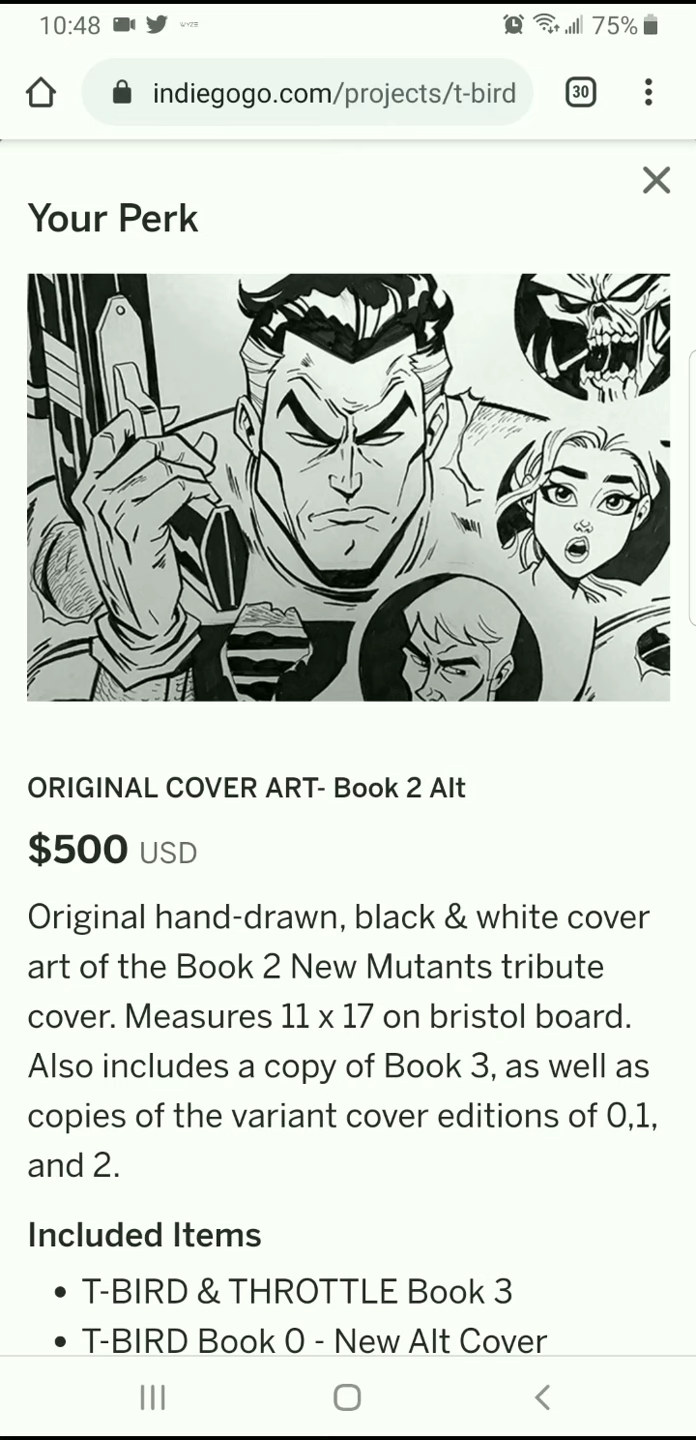 10:48
WYZE
75%
indiegogo.com/projects/t-bird
30
Your Perk
ORIGINAL COVER ART- Book 2 Alt
$500 USD
Original hand-drawn, black & white cover
art of the Book 2 New Mutants tribute
cover. Measures 11 x 17 on bristol board.
Also includes a copy of Book 3, as well as
copies of the variant cover editions of 0,1,
and 2.
Included Items
• T-BIRD & THROTTLE Book 3
• T-BIRD Book 0 - New Alt Cover